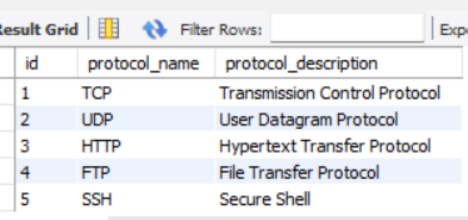 Result Grid Filter Rows:
id protocol_name protocol_description
1 TCP Transmission Control Protocol
2 UDP User Datagram Protocol
3 HTTP Hypertext Transfer Protocol
4 FTP File Transfer Protocol
5 SSH Secure Shell